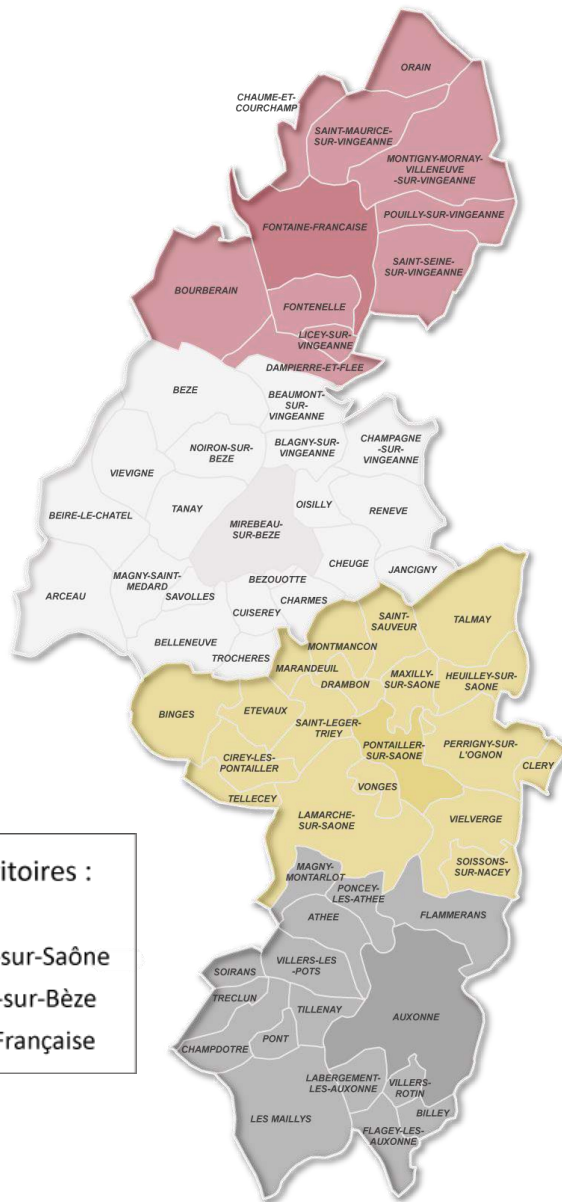 ORAIN
CHAUME-ET-
COURCHAMP
SAINT-MAURICE-
SUR-VINGEANNE
MONTIGNY-MORNAY-
VILLENEUVE
-SUR-VINGEANNE
POUILLY-SUR-VINGEANNE
FONTAINE-FRANCAISE
SAINT-SEINE-
SUR-VINGEANNE
BOURBERAIN
FONTENELLE
LICEY-SUR-
VINGEANNE
DAMPIERRE-ET-FLEE
BEZE
BEAUMONT-
SUR-
VINGEANNE
NOIRON-SUR-
BEZE
BLAGNY-SUR-
VINGEANNE
CHAMPAGNE
-SUR-
VINGEANNE
VIEVIGNE
OISILLY
BEIRE-LE-CHATEL
TANAY
RENEVE
MIREBEAU-
SUR-BEZE
CHEUGE
JANCIGNY
ARCEAU
MAGNY-SAINT-
MEDARD
SAVOLLES
BEZOUOTTE
CHARMES
CUISEREY
BELLENEUVE
TROCHERES
SAINT-
SAUVEUR
TALMAY
MONTMANCON
MARANDEUIL
DRAMBON
MAXILLY-
SUR-SAONE
HEUILLEY-SUR-
SAONE
BINGES
ETEVAUX
SAINT-LEGER-
TRIEY
PONTAILLER-
SUR-SAONE
PERRIGNY-SUR-
L'OGNON
CLERY
CIREY-LES-
PONTAILLER
TELLECEY
VONGES
LAMARCHE-
SUR-SAONE
VIELVERGE
SOISSONS-
SUR-NACEY
MAGNY-
MONTARLOT
PONCEY-
LES-ATHEE
ATHEE
FLAMMERANS
VILLERS-LES
-POTS
SOIRANS
TRECLUN
TILLENAY
AUXONNE
PONT
CHAMPDOTRE
LABERGEMENT-
LES-AUXONNE
VILLERS-
ROTIN
LES MAILLYS
BILLEY
FLAGEY-LES-
AUXONNE
itoires :
-sur-Saône
-sur-Bèze
Française